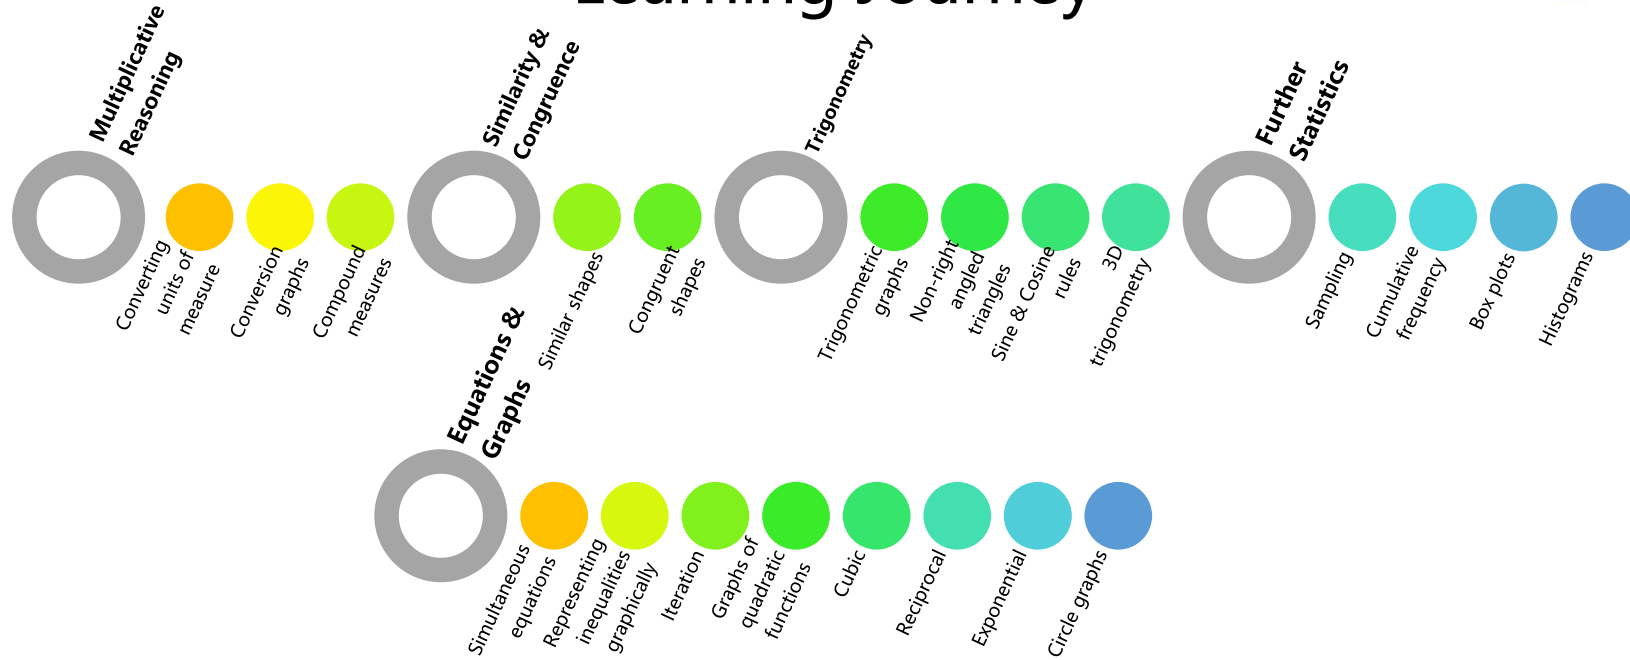 Learning Journey
Multiplicative
Reasoning
Converting
units of
measure
Conversion
graphs
Compound
measures
Similarity &
Congruence
Similar shapes
Congruent
shapes
Trigonometry
Trigonometric
graphs
Non-right
angled
triangles
Sine & Cosine
rules
3D
trigonometry
Further
Statistics
Sampling
Cumulative
frequency
Box plots
Histograms
Equations &
Graphs
Simultaneous
equations
Representing
inequalities
graphically
Iteration
Graphs of
quadratic
functions
Cubic
Reciprocal
Exponential
Circle graphs